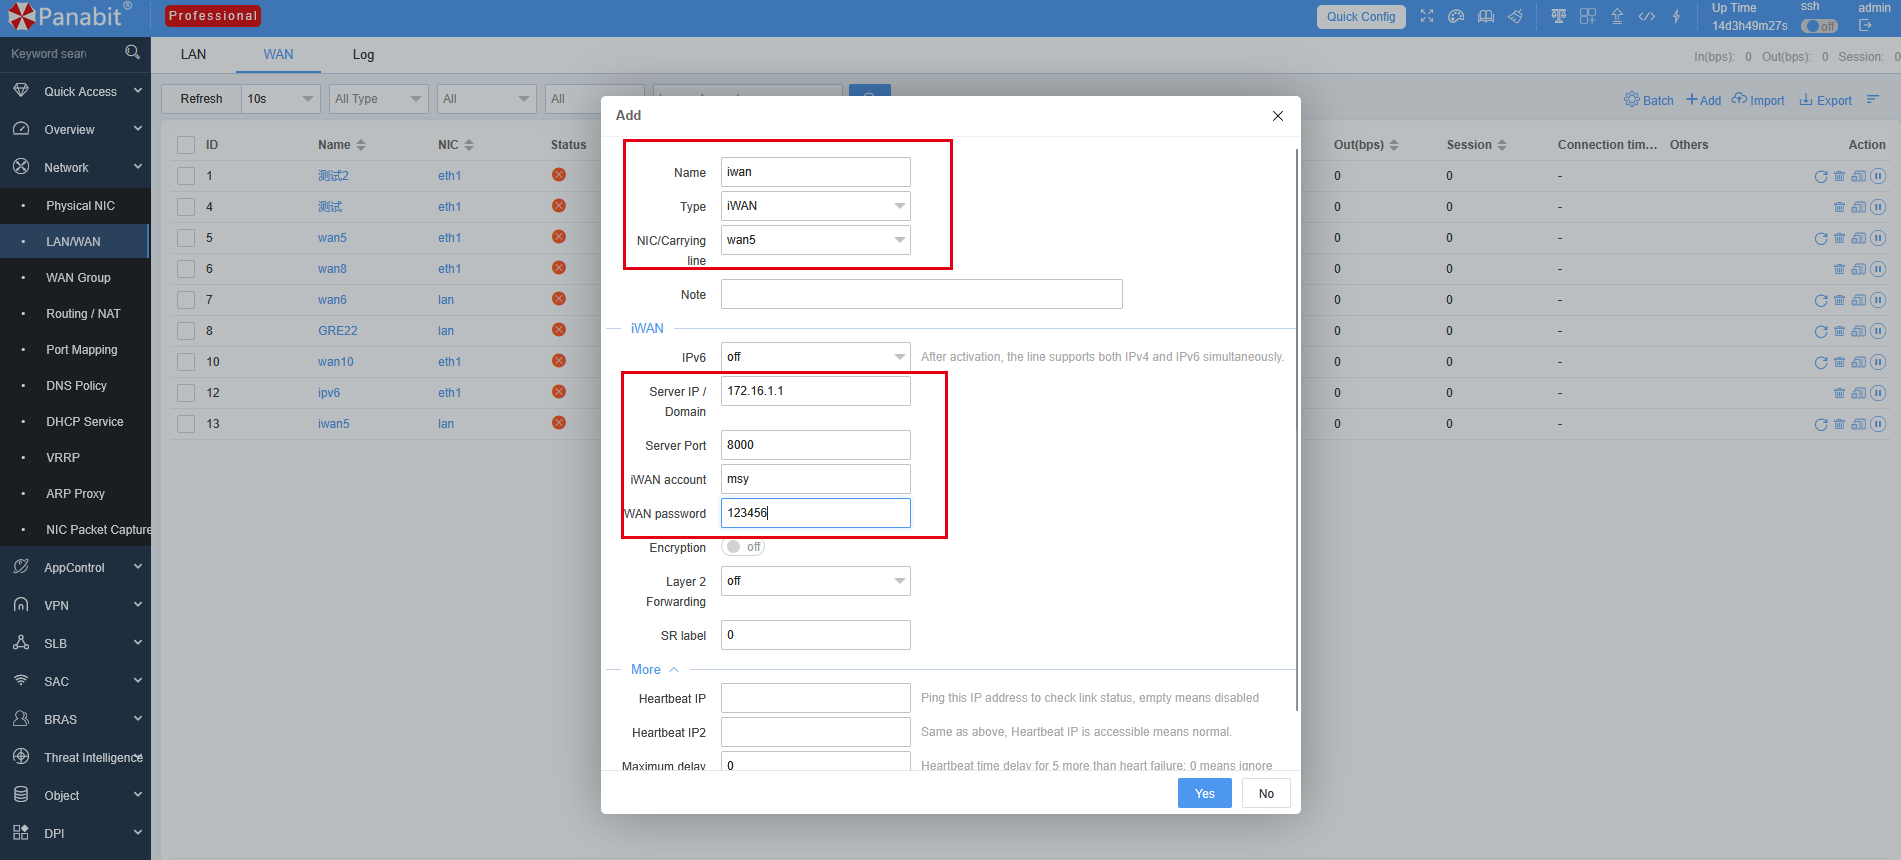 Panabit®
Professional
Quick Config
Up Time
14d3h49m27s
ssh
off
admin
Keyword sear
LAN
WAN
Log
In(bps): 0 Out(bps): 0 Session: 0
Quick Access
Overview
Network
Physical NIC
LAN/WAN
WAN Group
Routing / NAT
Port Mapping
DNS Policy
DHCP Service
VRRP
ARP Proxy
NIC Packet Capture
AppControl
VPN
SLB
SAC
BRAS
Threat Intelligence
Object
DPI
Refresh
10s
All Type
All
All
Batch
Add
Import
Export
ID Name NIC Status Out(bps) Session Connection tim... Others Action
1 测试2 eth1 0 0 -
4 测试 eth1 0 0 -
5 wan5 eth1 0 0 -
6 wan8 eth1 0 0 -
7 wan6 lan 0 0 -
8 GRE22 lan 0 0 -
10 wan10 eth1 0 0 -
12 ipv6 eth1 0 0 -
13 iwan5 lan 0 0 -
Add
Name iwan
Type iWAN
NIC/Carrying line wan5
Note
iWAN
IPv6 off After activation, the line supports both IPv4 and IPv6 simultaneously.
Server IP / Domain 172.16.1.1
Server Port 8000
iWAN account msy
WAN password 123456
Encryption off
Layer 2 Forwarding off
SR label 0
More
Heartbeat IP Ping this IP address to check link status, empty means disabled
Heartbeat IP2 Same as above, Heartbeat IP is accessible means normal.
Maximum delay 0 Heartbeat time delay for 5 more than heart failure; 0 means ignore
Yes
No